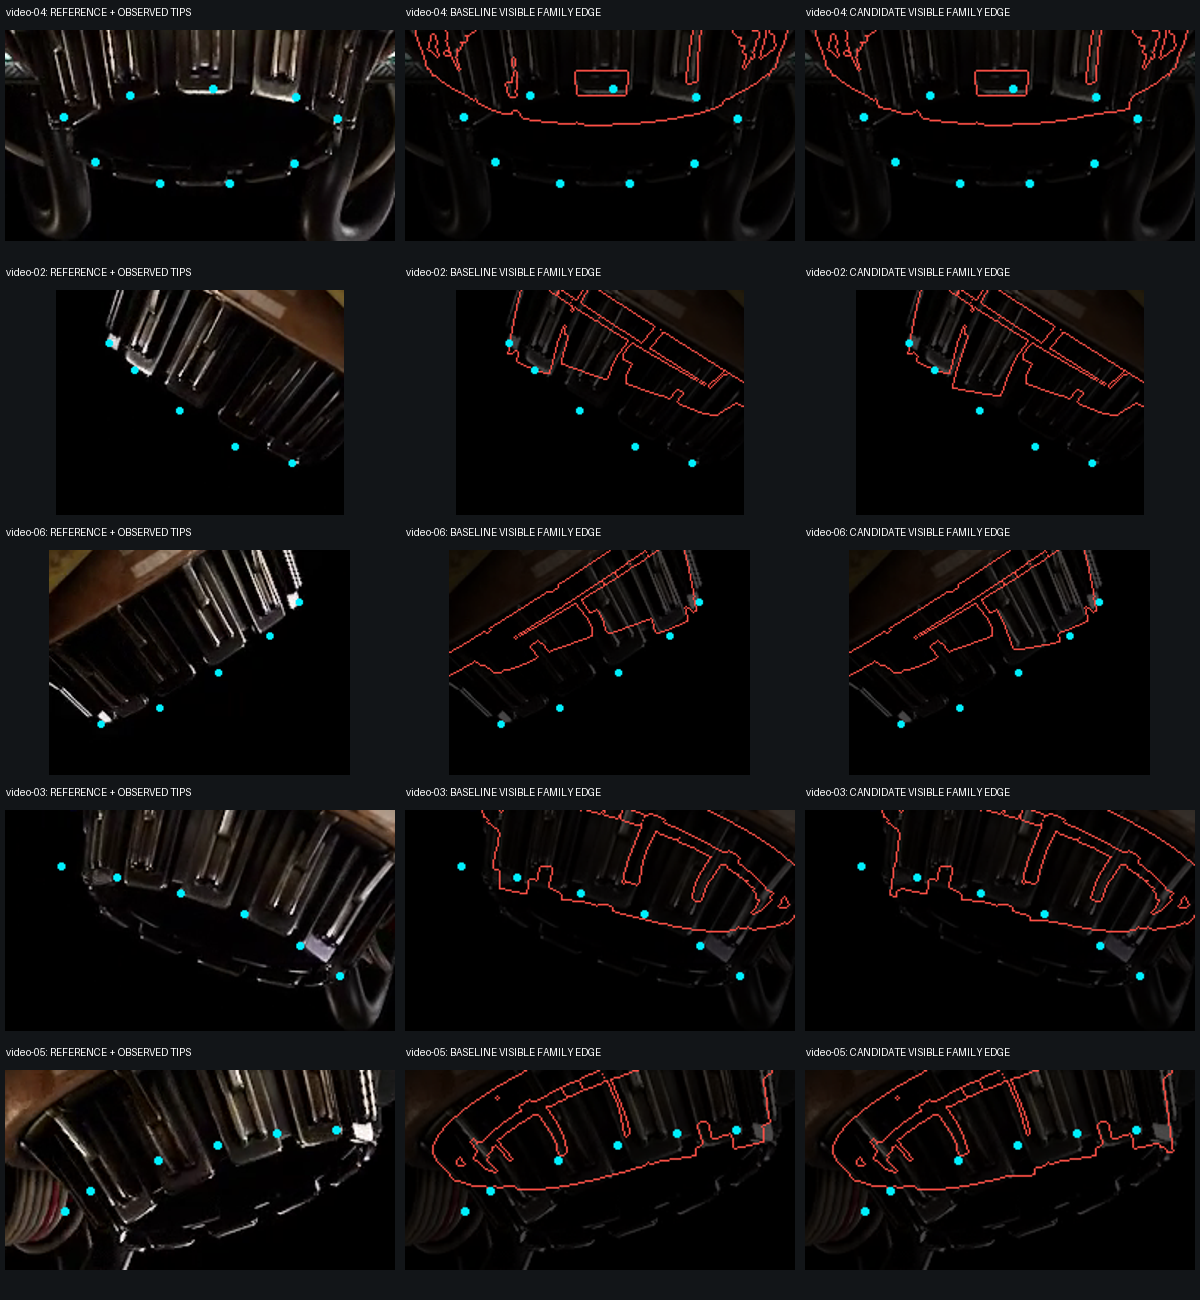 video-04: REFERENCE + OBSERVED TIPS
video-04: BASELINE VISIBLE FAMILY EDGE
video-04: CANDIDATE VISIBLE FAMILY EDGE
video-02: REFERENCE + OBSERVED TIPS
video-02: BASELINE VISIBLE FAMILY EDGE
video-02: CANDIDATE VISIBLE FAMILY EDGE
video-06: REFERENCE + OBSERVED TIPS
video-06: BASELINE VISIBLE FAMILY EDGE
video-06: CANDIDATE VISIBLE FAMILY EDGE
video-03: REFERENCE + OBSERVED TIPS
video-03: BASELINE VISIBLE FAMILY EDGE
video-03: CANDIDATE VISIBLE FAMILY EDGE
video-05: REFERENCE + OBSERVED TIPS
video-05: BASELINE VISIBLE FAMILY EDGE
video-05: CANDIDATE VISIBLE FAMILY EDGE